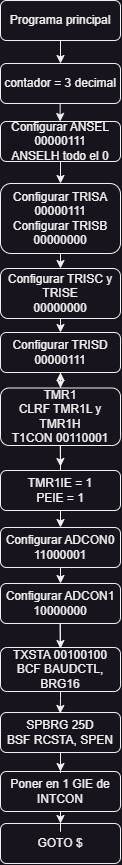 Programa principal
contador = 3 decimal
Configurar ANSEL
00000111
ANSELH todo el 0
Configurar TRISA
00000111
Configurar TRISB
00000000
Configurar TRISC y
TRISE
00000000
Configurar TRISD
00000111
TMR1
CLRF TMR1L y
TMR1H
T1CON 00110001
TMR1IE = 1
PEIE = 1
Configurar ADCON0
11000001
Configurar ADCON1
10000000
TXSTA 00100100
BCF BAUDCTL,
BRG16
SPBRG 25D
BSF RCSTA, SPEN
Poner en 1 GIE de
INTCON
GOTO $